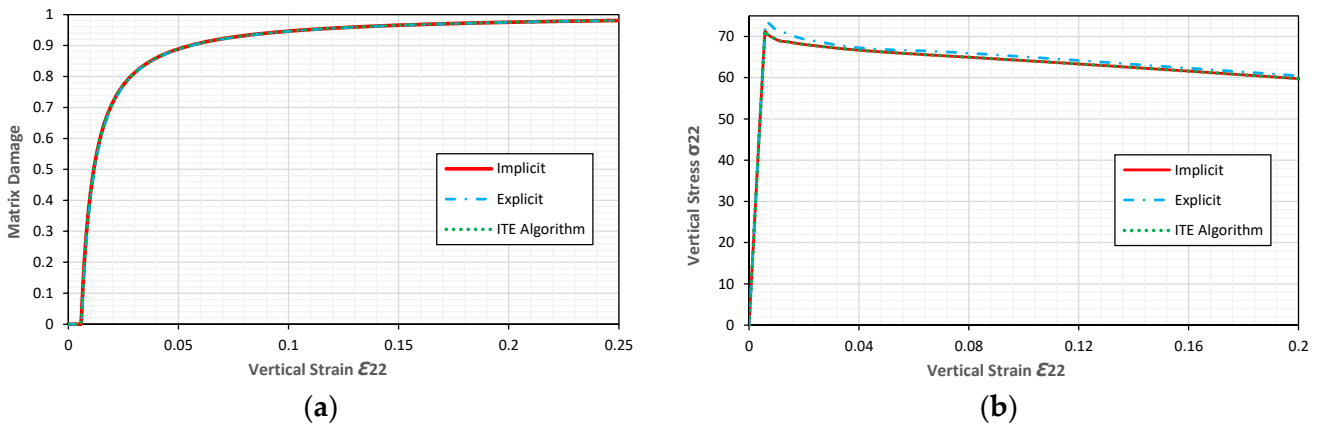 1
0.9
0.8
0.7
0.6
0.5
0.4
0.3
0.2
0.1
0
Matrix Damage
Implicit
Explicit
ITE Algorithm
0 0.05 0.1 0.15 0.2 0.25
Vertical Strain ε22
(a)
70
60
50
40
30
20
10
0
Vertical Stress σ22
Implicit
Explicit
ITE Algorithm
0 0.04 0.08 0.12 0.16 0.2
Vertical Strain ε22
(b)